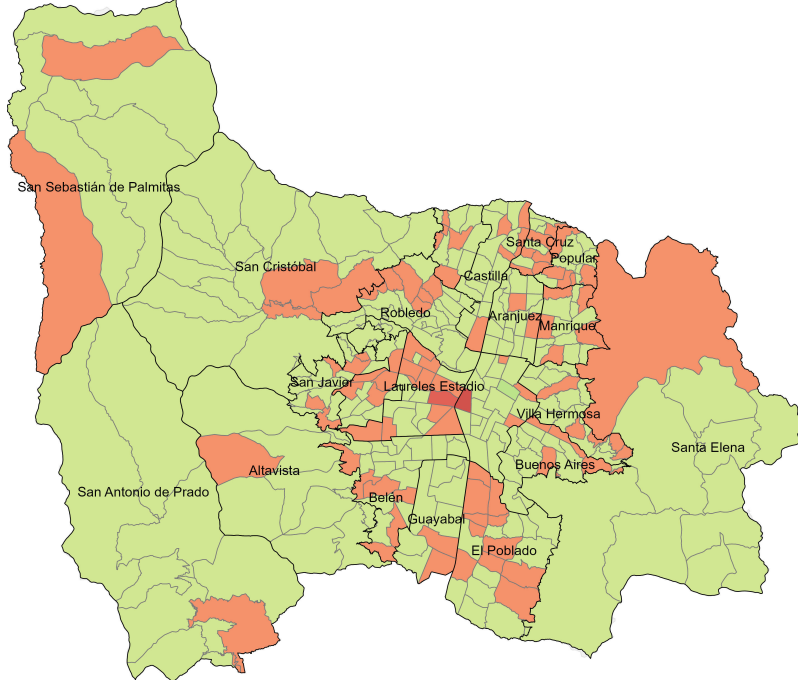 San Sebastián de Palmitas
Santa Cruz
Popular
San Cristóbal
Castilla
Robledo
Aranjuez
Manrique
San Javier
Laureles Estadio
Villa Hermosa
Santa Elena
Buenos Aires
Altavista
San Antonio de Prado
Belén
Guayabal
El Poblado